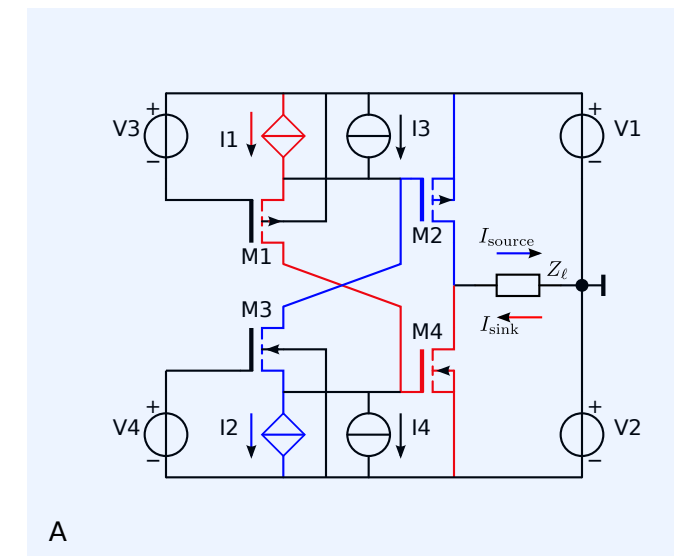 V3
+
−
I1
I3
+
−
V1
M1
M2
I_source
Z_ℓ
M3
M4
I_sink
V4
+
−
I2
I4
+
−
V2
A